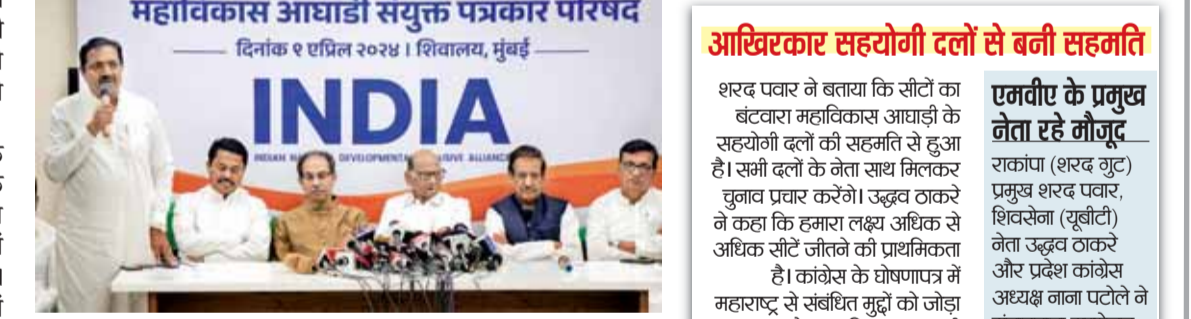 महाविकास आघाडी संयुक्त पत्रकार परिषद
दिनांक ९ एप्रिल २०२४ । शिवालय, मुंबई
INDIA
INDIAN DEVELOPMENTAL ALLIANCE
आखिरकार सहयोगी दलों से बनी सहमति
शरद पवार ने बताया कि सीटों का
बंटवारा महाविकास आघाड़ी के
सहयोगी दलों की सहमति से हुआ
है। सभी दलों के नेता साथ मिलकर
चुनाव प्रचार करेंगे। उद्धव ठाकरे
ने कहा कि हमारा लक्ष्य अधिक से
अधिक सीटें जीतने की प्राथमिकता
है। कांग्रेस के घोषणापत्र में
महाराष्ट्र से संबंधित मुद्दों को जोड़ा
एमवीए के प्रमुख
नेता रहे मौजूद
राकांपा (शरद गुट)
प्रमुख शरद पवार,
शिवसेना (यूबीटी)
नेता उद्धव ठाकरे
और प्रदेश कांग्रेस
अध्यक्ष नाना पटोले ने